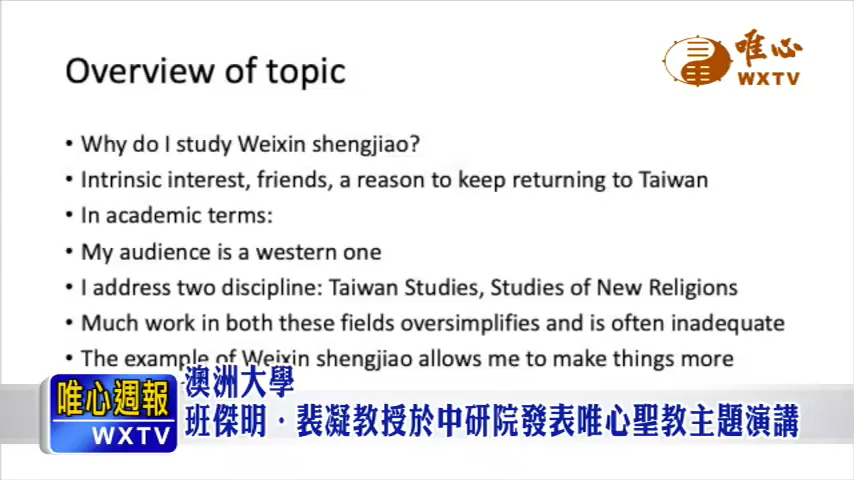 唯心
WXTV
Overview of topic
• Why do I study Weixin shengjiao?
• Intrinsic interest, friends, a reason to keep returning to Taiwan
• In academic terms:
• My audience is a western one
• I address two discipline: Taiwan Studies, Studies of New Religions
• Much work in both these fields oversimplifies and is often inadequate
• The example of Weixin shengjiao allows me to make things more
唯心週報
WXTV
澳洲大學
班傑明·裴凝教授於中研院發表唯心聖教主題演講